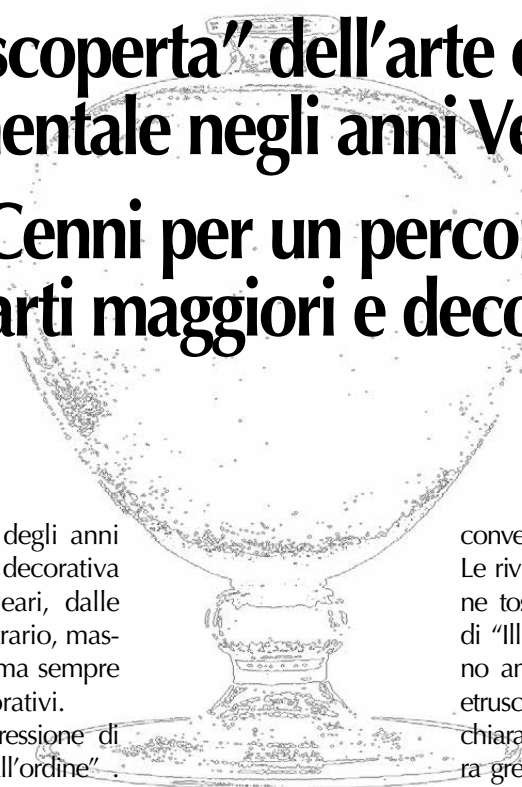 scoperta” dell’arte
entale negli anni Ve
Cenni per un perco
arti maggiori e deco
degli anni
decorativa
eari, dalle
rario, mas-
ma sempre
orativi.
ressione di
ll’ordine” .
conve
Le riv
ne tos
di “Ill
no ar
etrusc
chiara
ra gre